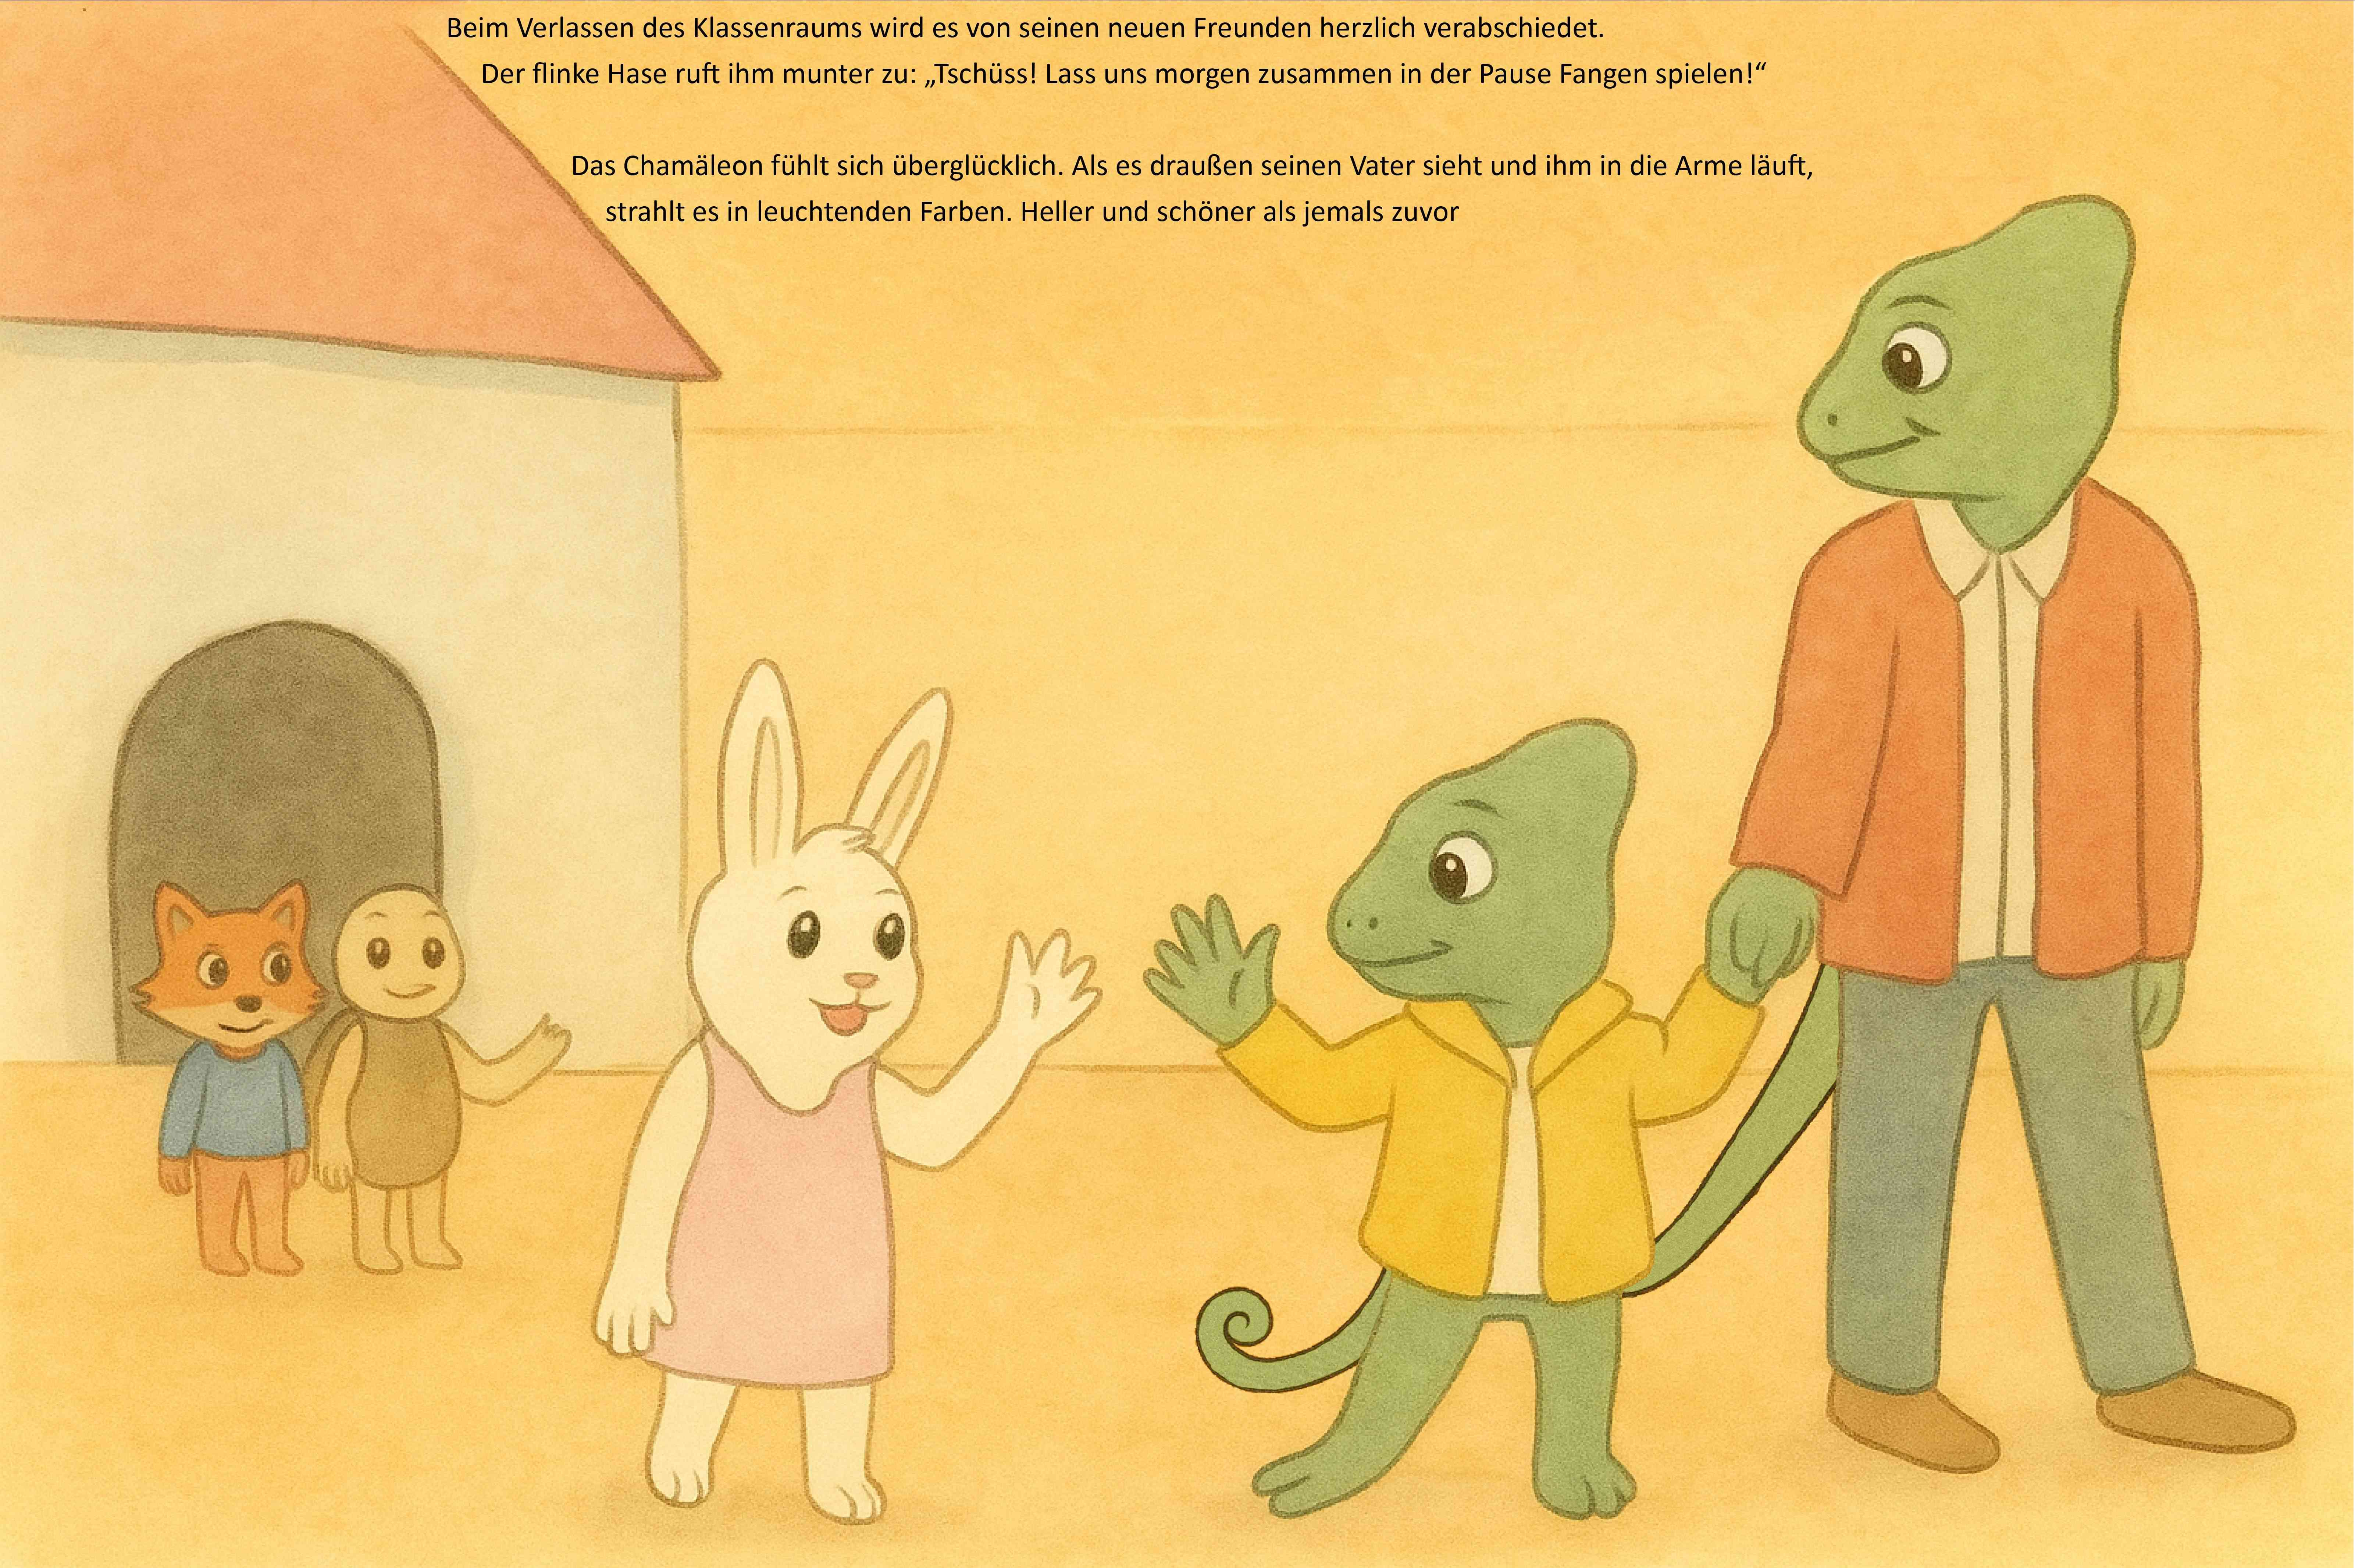 Beim Verlassen des Klassenraums wird es von seinen neuen Freunden herzlich verabschiedet.
Der flinke Hase ruft ihm munter zu: „Tschüss! Lass uns morgen zusammen in der Pause Fangen spielen!“
Das Chamäleon fühlt sich überglücklich. Als es draußen seinen Vater sieht und ihm in die Arme läuft,
strahlt es in leuchtenden Farben. Heller und schöner als jemals zuvor